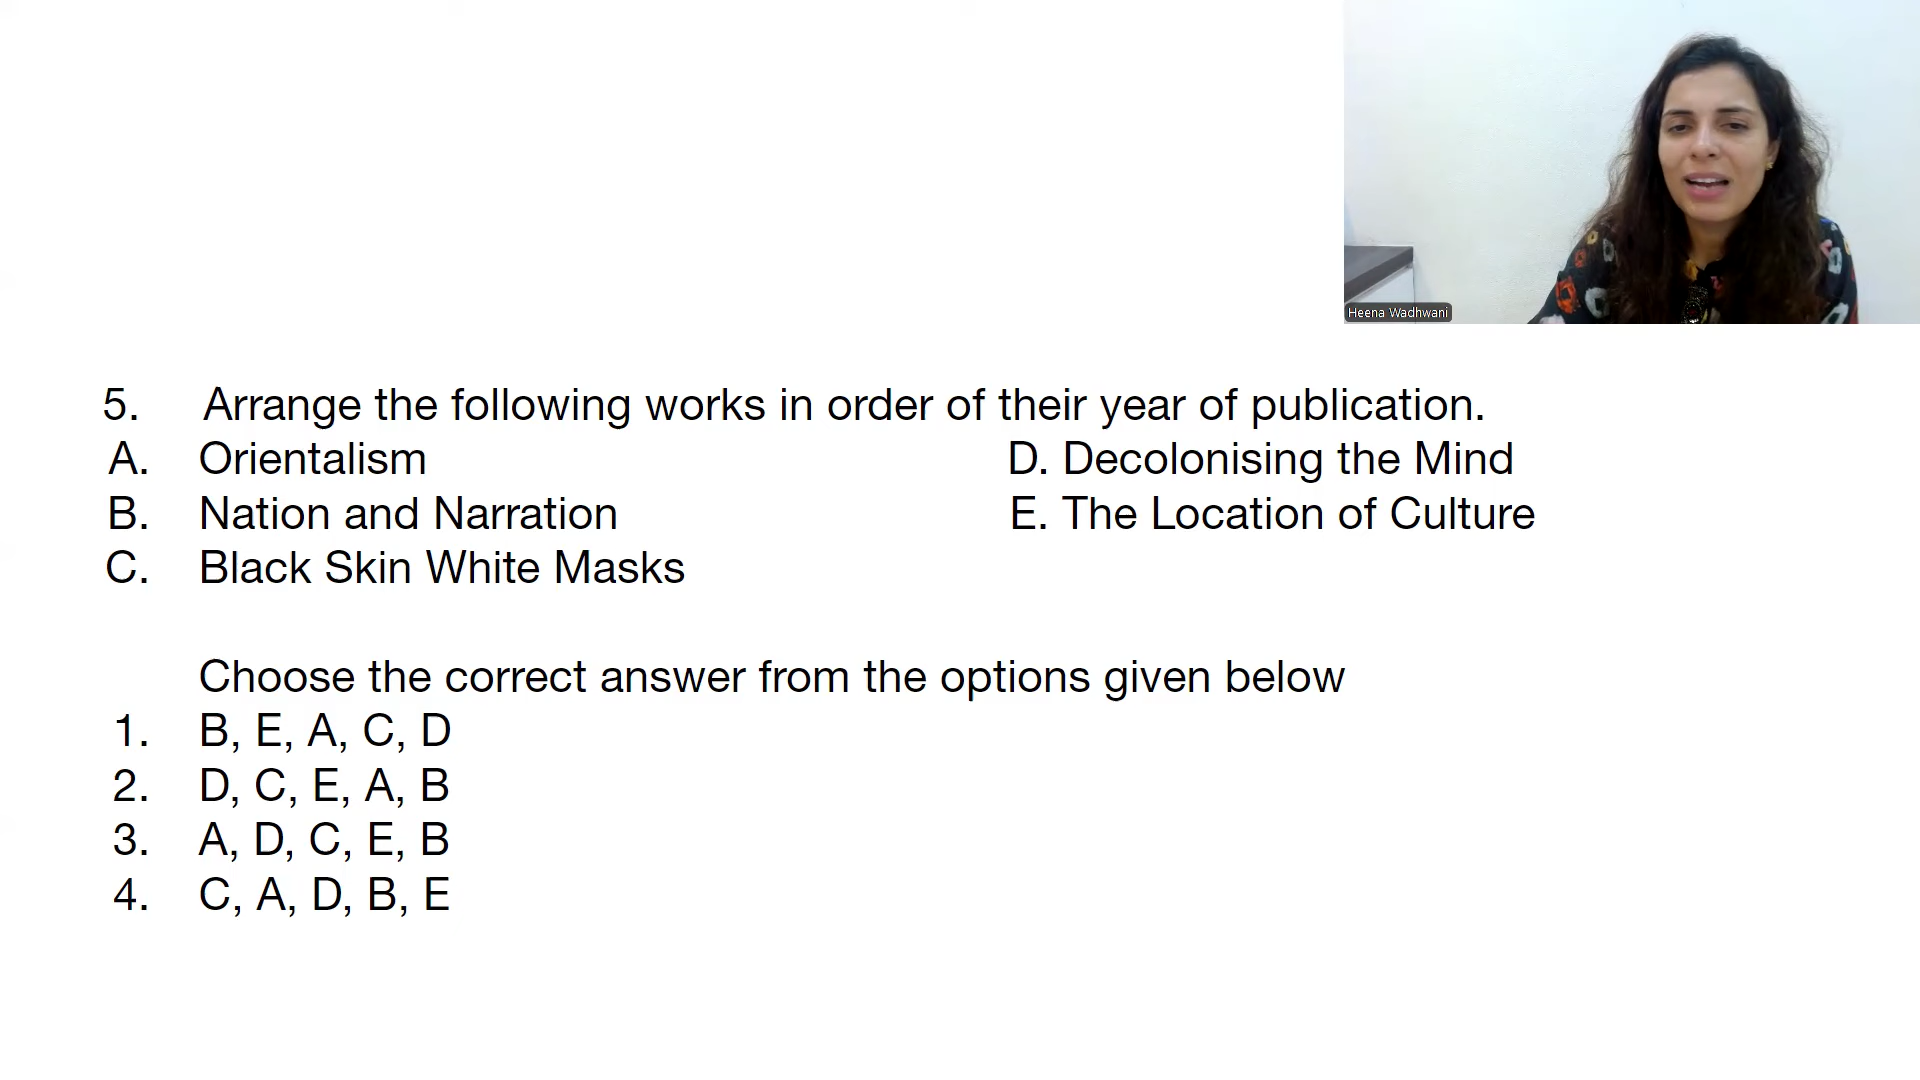 Heena Wadhwani
5. Arrange the following works in order of their year of publication.
A. Orientalism D. Decolonising the Mind
B. Nation and Narration E. The Location of Culture
C. Black Skin White Masks
Choose the correct answer from the options given below
1. B, E, A, C, D
2. D, C, E, A, B
3. A, D, C, E, B
4. C, A, D, B, E